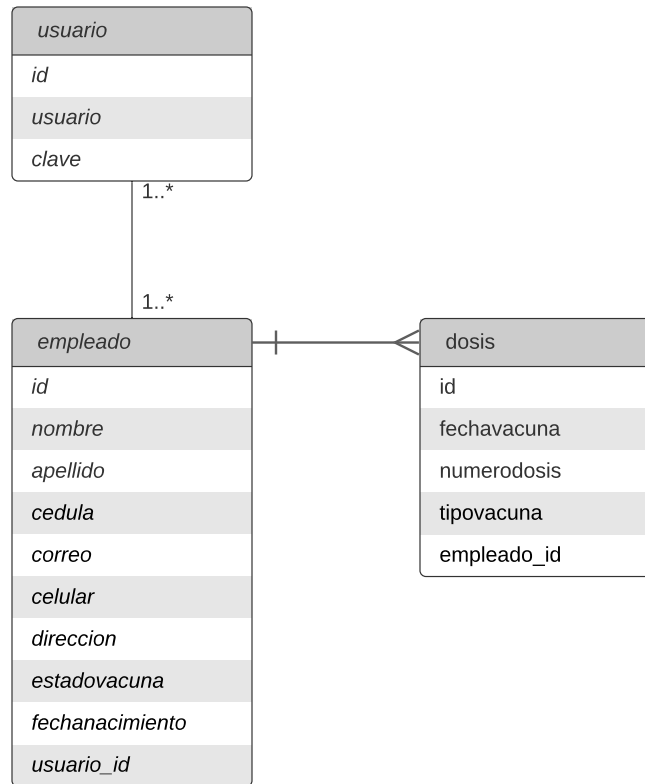 usuario
id
usuario
clave
1..*
1..*
empleado
id
nombre
apellido
cedula
correo
celular
direccion
estadovacuna
fechanacimiento
usuario_id
dosis
id
fechavacuna
numerodosis
tipovacuna
empleado_id